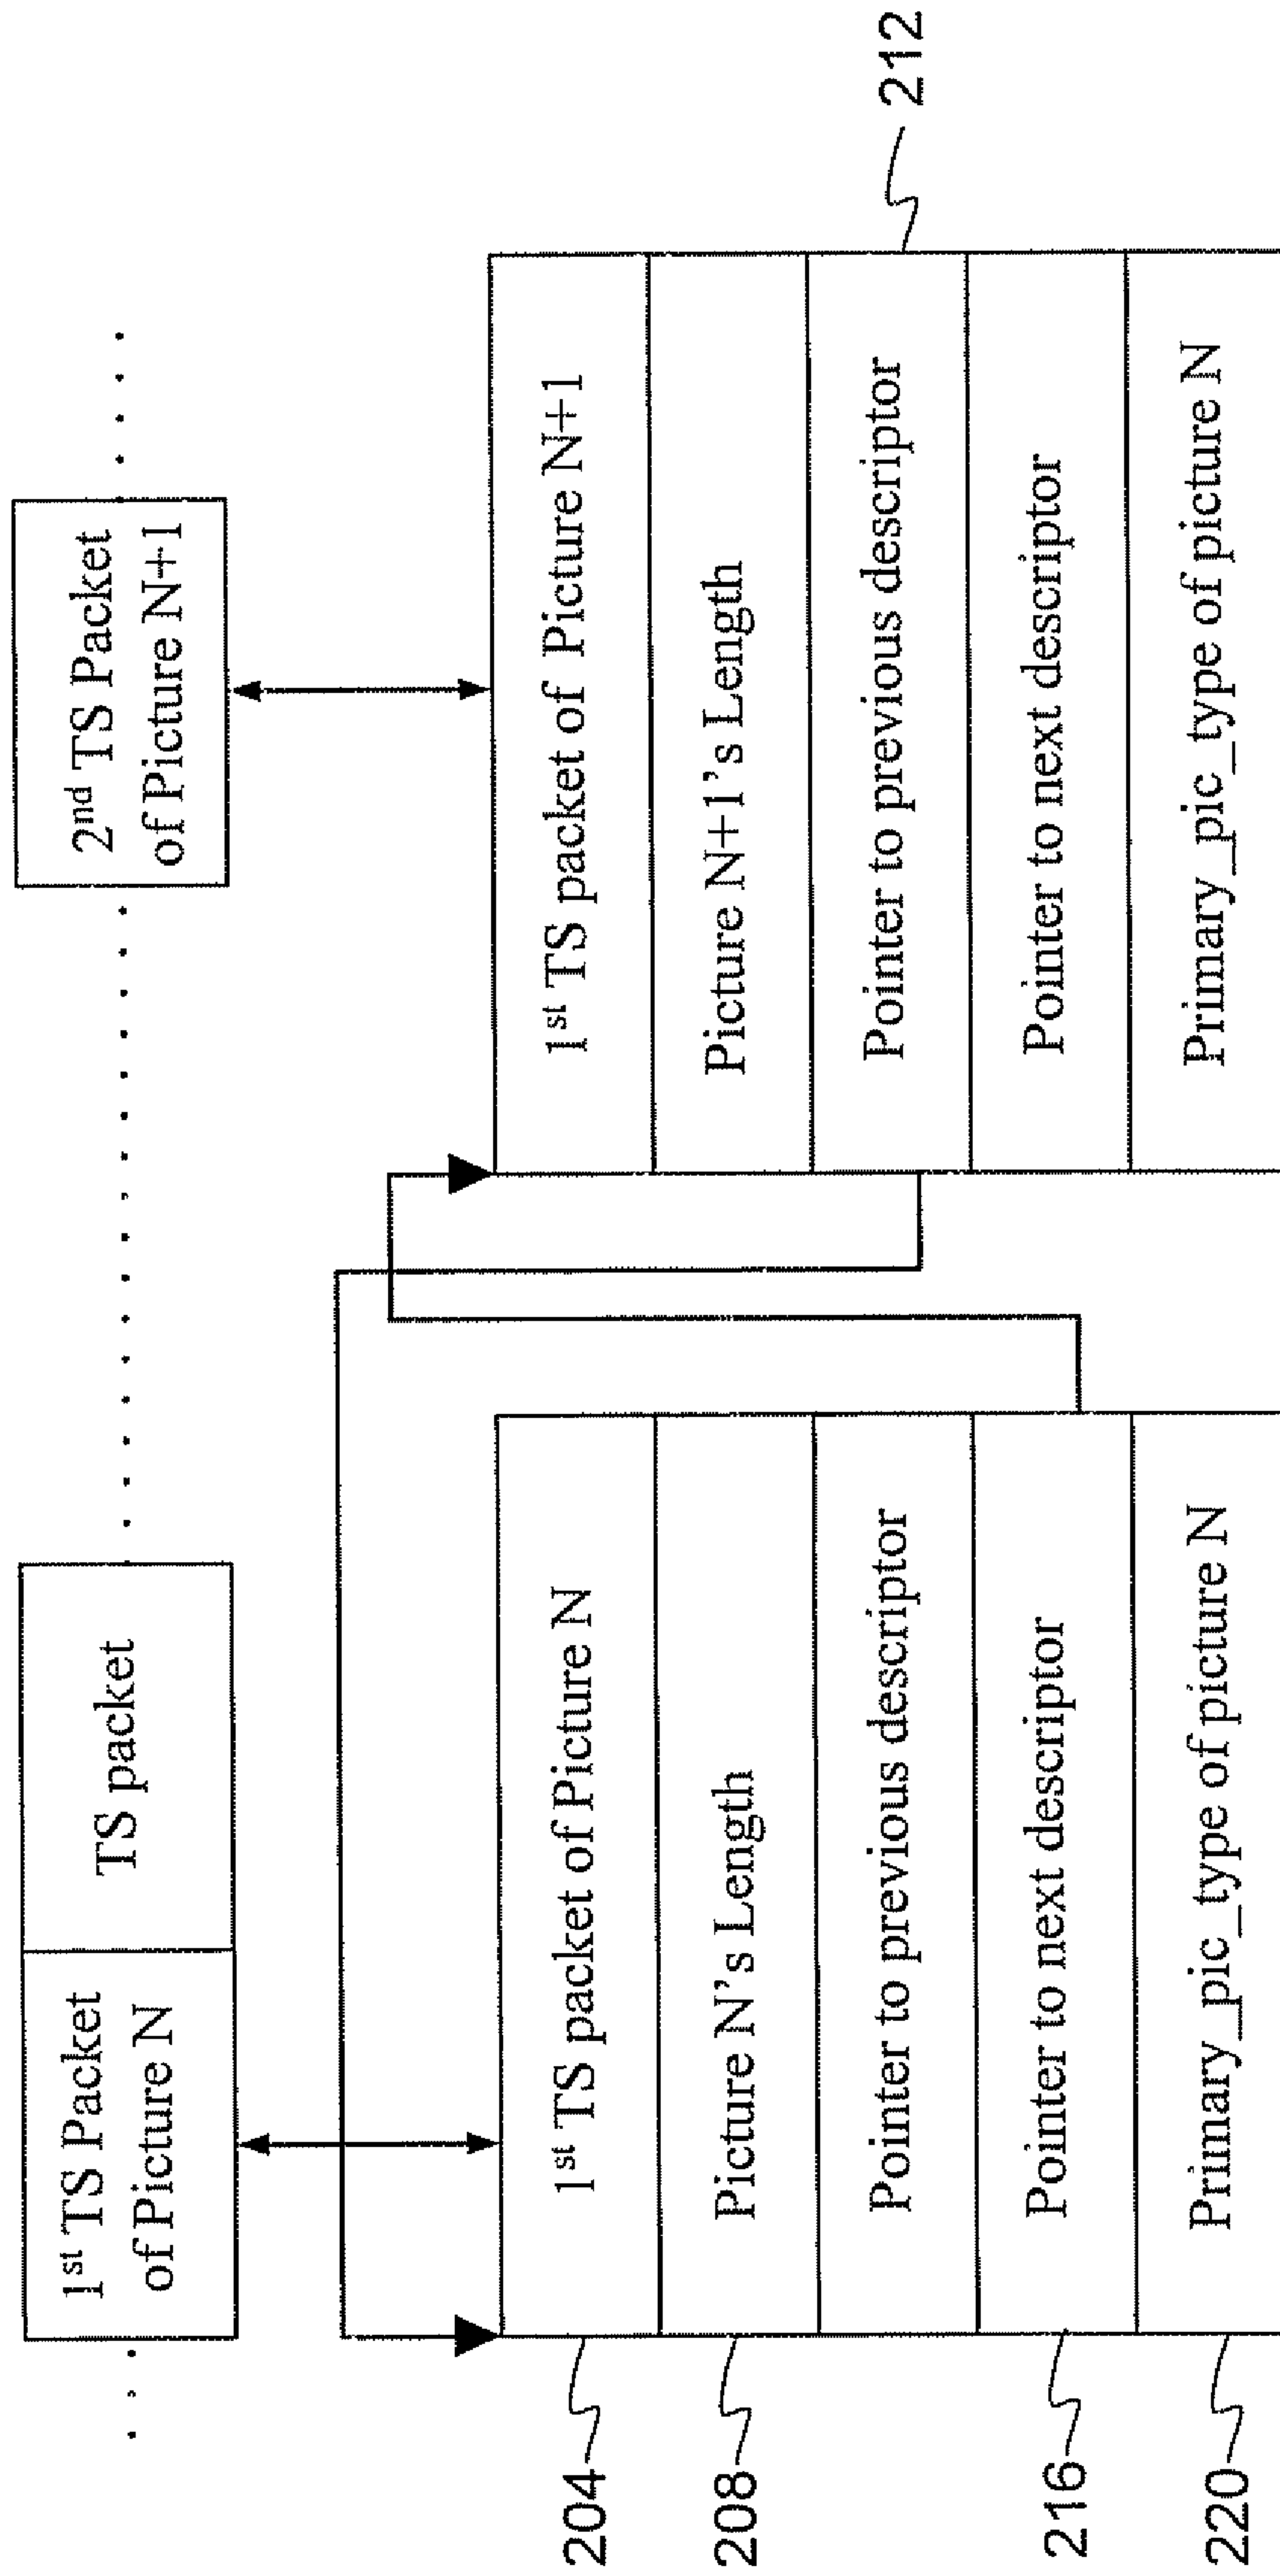 1st TS Packet
of Picture N
TS packet
2nd TS Packet
of Picture N+1
204
1st TS packet of Picture N
208
Picture N's Length
Pointer to previous descriptor
216
Pointer to next descriptor
220
Primary_pic_type of picture N
1st TS packet of Picture N+1
Picture N+1's Length
Pointer to previous descriptor
212
Pointer to next descriptor
Primary_pic_type of picture N